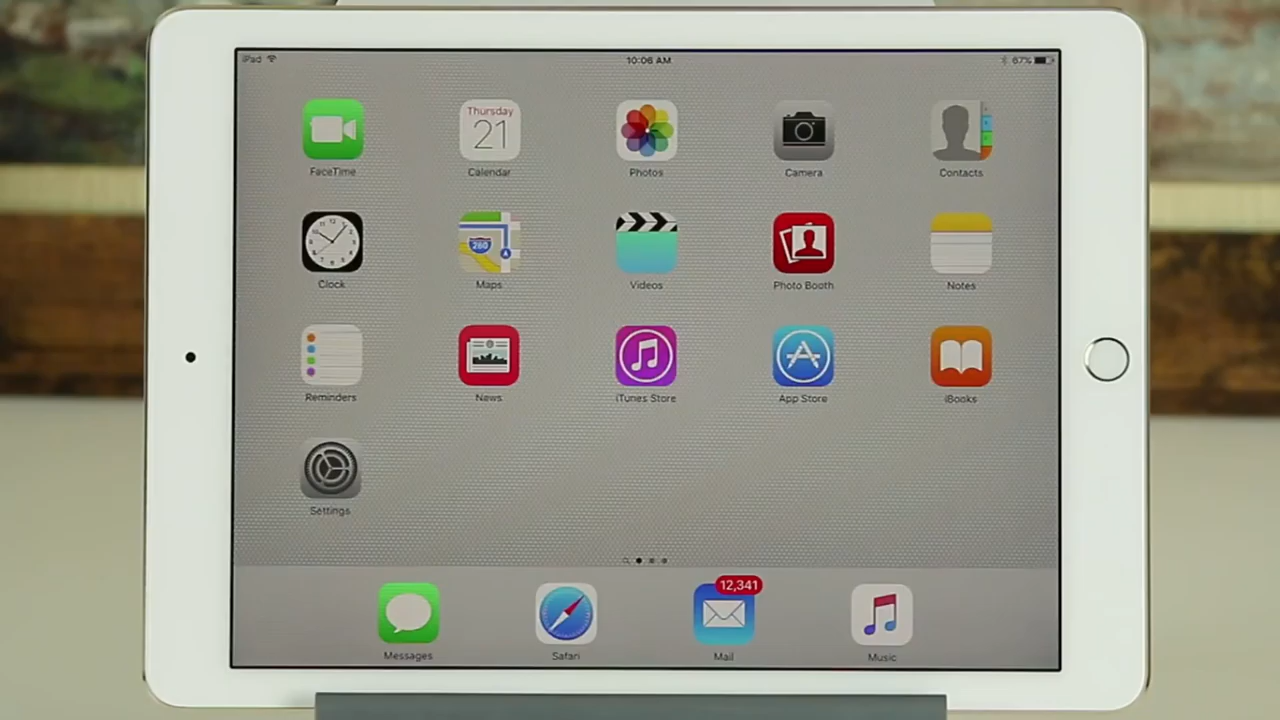 iPad 10:06 AM 67%
Thursday
21
FaceTime Calendar Photos Camera Contacts
280
Clock Maps Videos Photo Booth Notes
Reminders News iTunes Store App Store iBooks
Settings
12,341
Messages Safari Mail Music